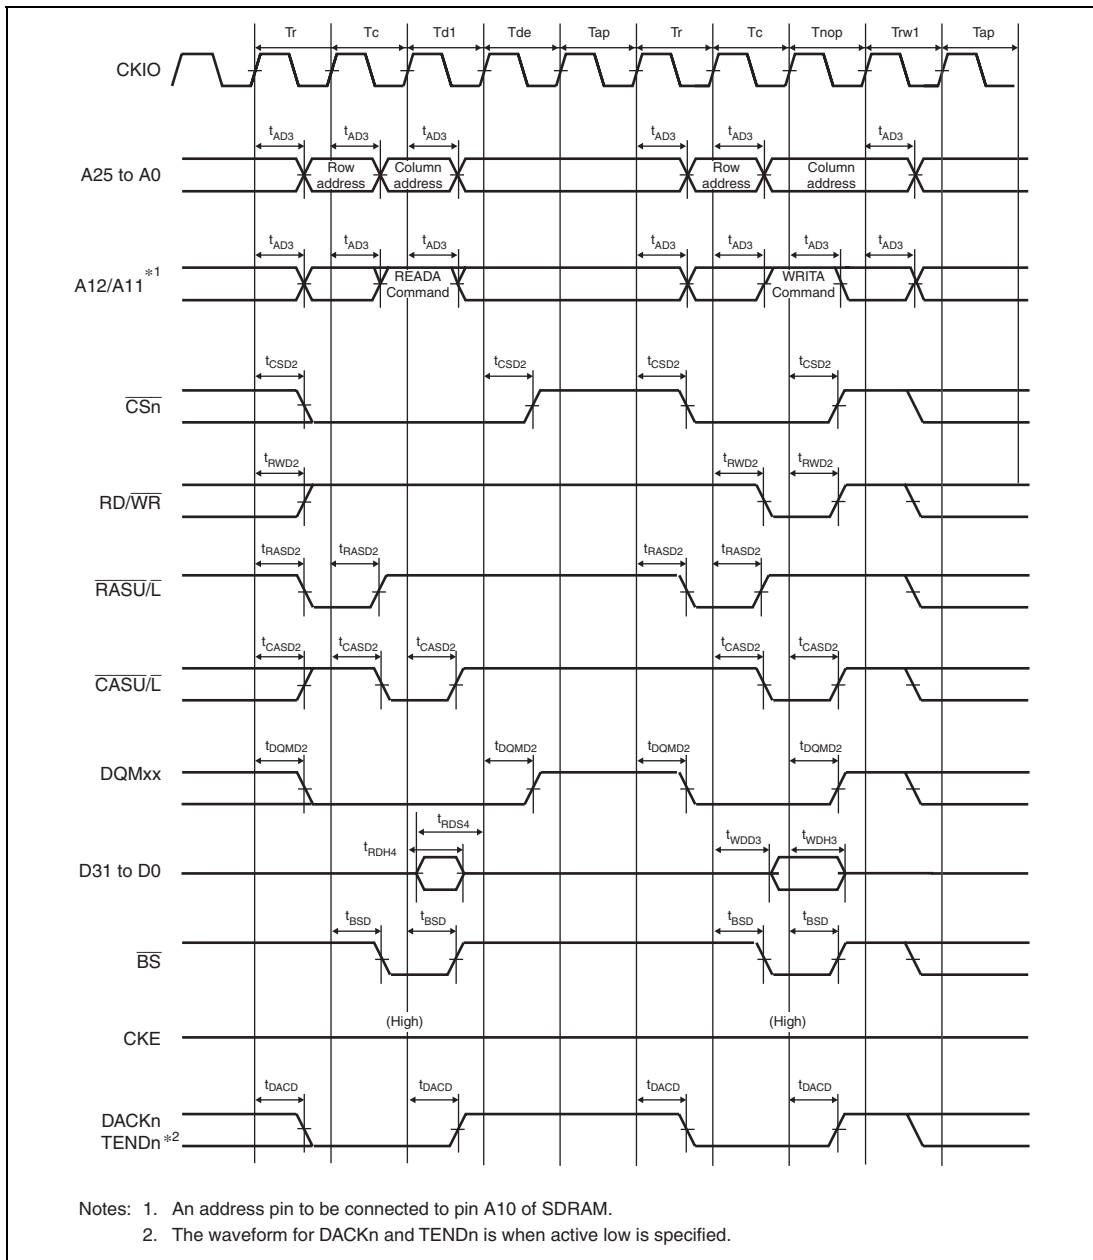 Tr Tc Td1 Tde Tap Tr Tc Tnop Trw1 Tap
CKIO
tAD3 tAD3 tAD3 tAD3 tAD3 tAD3
A25 to A0
Row address Column address Row address Column address
tAD3 tAD3 tAD3 tAD3 tAD3 tAD3 tAD3
A12/A11 *1
READA Command WRITA Command
tCSD2 tCSD2 tCSD2 tCSD2
CSn
tRWD2 tRWD2 tRWD2
RD/WR
tRASD2 tRASD2 tRASD2 tRASD2
RASU/L
tCASD2 tCASD2 tCASD2 tCASD2 tCASD2
CASU/L
tDQMD2 tDQMD2 tDQMD2 tDQMD2
DQMxx
tRDS4
tRDH4 tWDD3 tWDH3
D31 to D0
tBSD tBSD tBSD tBSD
BS
(High) (High)
CKE
tDACD tDACD tDACD tDACD
DACKn
TENDn *2
Notes: 1. An address pin to be connected to pin A10 of SDRAM.
2. The waveform for DACKn and TENDn is when active low is specified.